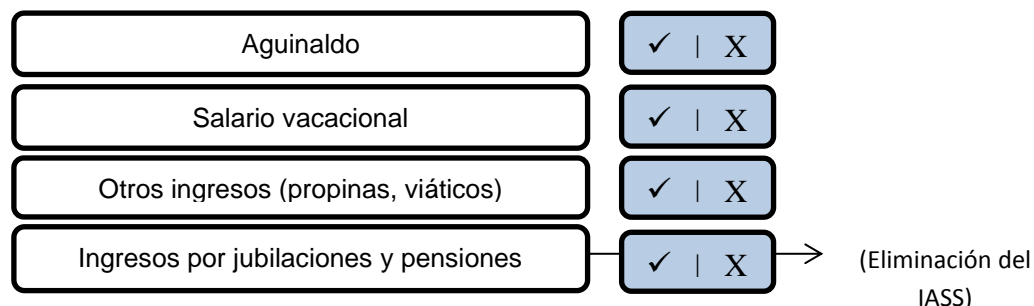 Aguinaldo ✓ | X
Salario vacacional ✓ | X
Otros ingresos (propinas, viáticos) ✓ | X
Ingresos por jubilaciones y pensiones ✓ | X (Eliminación del
IASS)